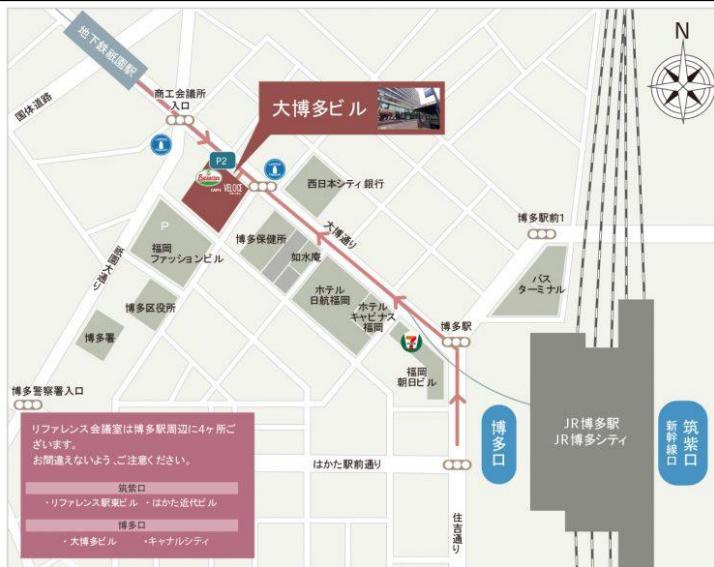 地下鉄祇園駅
国体道路
商工会議所
入口
大博多ビル
N
P2
CAFE VELOCE
西日本シティ銀行
博多駅前1
大博通り
P
福岡
ファッションビル
博多保健所
如水庵
祇園大通り
ホテル
日航福岡
ホテル
キャビナス
福岡
バス
ターミナル
博多区役所
博多駅
博多署
7
福岡
朝日ビル
博多警察署入口
リファレンス会議室は博多駅周辺に4ヶ所ご
ざいます。
お間違えないよう、ご注意ください。
筑紫口
・リファレンス駅東ビル ・はかた近代ビル
博多口
・大博多ビル ・キャナルシティ
はかた駅前通り
住吉通り
博多口
JR博多駅
JR博多シティ
筑紫口
新幹線口